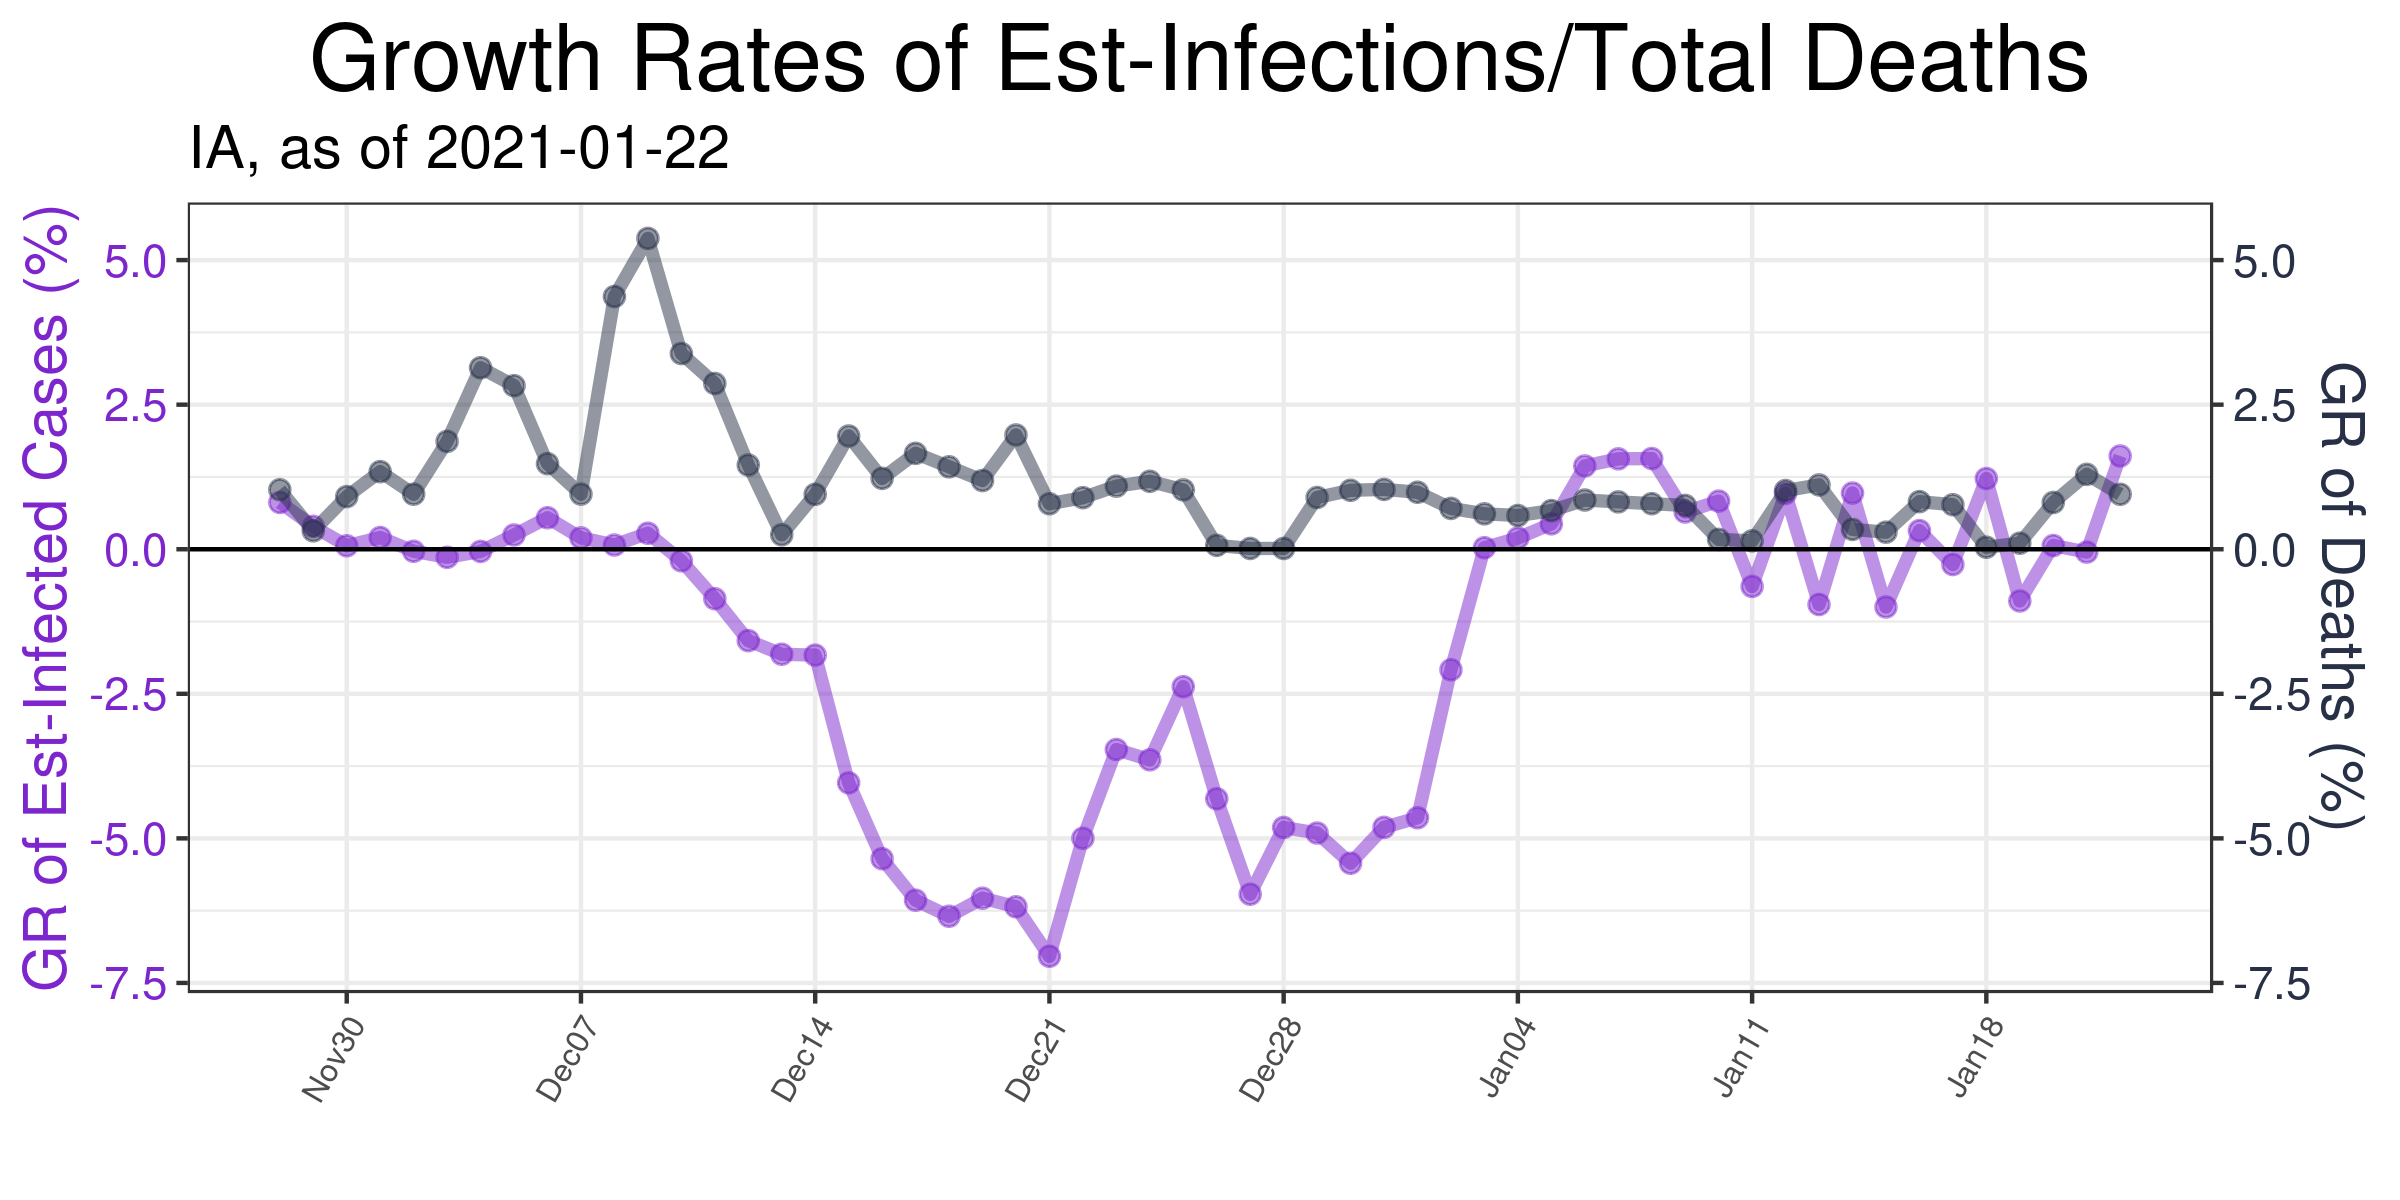 Growth Rates of Est-Infections/Total Deaths
IA, as of 2021-01-22
GR of Est-Infected Cases (%)
5.0
2.5
0.0
-2.5
-5.0
-7.5
5.0
2.5
0.0
-2.5
-5.0
-7.5
GR of Deaths (%)
Nov30
Dec07
Dec14
Dec21
Dec28
Jan04
Jan11
Jan18